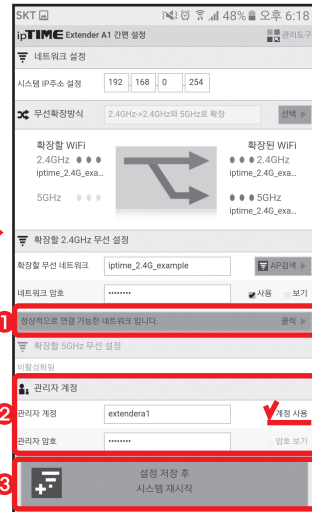 SKT 48% 오후 6:18
ipTIME Extender A1 간편 설정 관리도구
네트워크 설정
시스템 IP주소 설정 192 168 0 254
무선확장방식 2.4GHz->2.4GHz와 5GHz로 확장 선택
확장할 WiFi 확장된 WiFi
2.4GHz 2.4GHz
iptime_2.4G_exa... iptime_2.4G_exa...
5GHz 5GHz
iptime_2.4G_exa...
확장할 2.4GHz 무선 설정
확장할 무선 네트워크 iptime_2.4G_example AP검색
네트워크 암호 •••••••• 사용 보기
1 정상적으로 연결 가능한 네트워크 입니다. 클릭
확장할 5GHz 무선 설정
비활성화됨
관리자 계정
2 관리자 계정 extendera1 계정 사용
관리자 암호 •••••••• 암호 보기
3 설정 저장 후
시스템 재시작